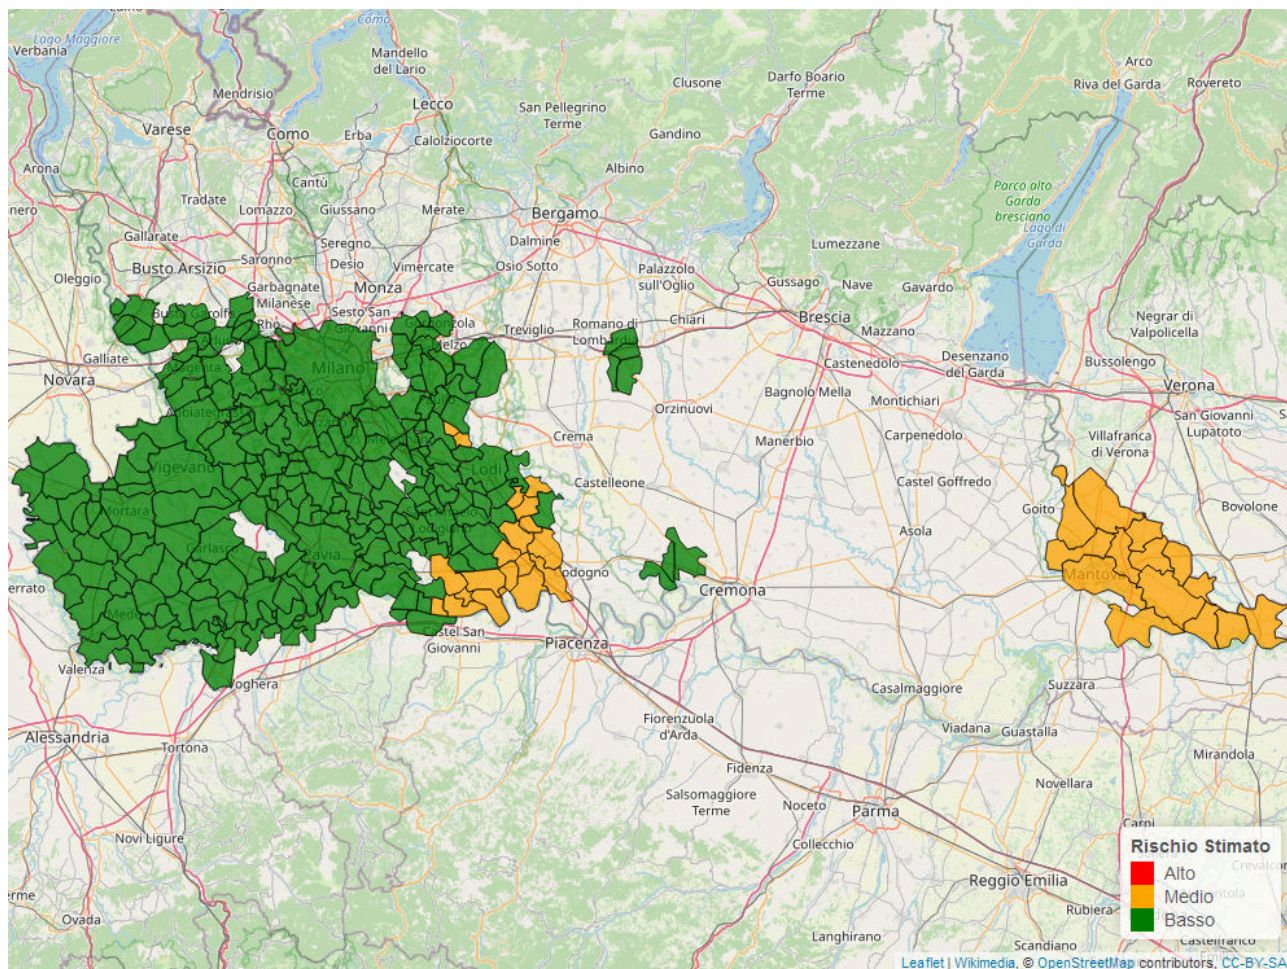 Lago Maggiore
Verbania
Como
Mandello
del Lario
Clusone
Darfo Boario
Terme
Arco
Riva del Garda
Rovereto
Mendrisio
Lecco
San Pellegrino
Terme
Varese
Como
Erba
Calolziocorte
Gandino
Arona
Albino
Cantù
Parco alto
Garda
bresciano
Lago di
Garda
Tradate
Lomazzo
Giussano
Merate
Bergamo
Gallarate
Seregno
Dalmine
Lumezzane
Saronno
Desio
Vimercate
Osio Sotto
Palazzolo
sull'Oglio
Busto Arsizio
Oleggio
Garbagnate
Milanese
Monza
Gussago
Nave
Gavardo
Busto Garolfo
Rho
Sesto San
Giovanni
Treviglio
Romano di
Lombardia
Chiari
Brescia
Mazzano
Negrar di
Valpolicella
Galliate
Novara
Magenta
Milano
Castenedolo
Desenzano
del Garda
Bussolengo
Verona
Bagnolo Mella
Montichiari
Orzinuovi
San Giovanni
Lupatoto
Crema
Manerbio
Carpenedolo
Villafranca
di Verona
Vigevano
Lodi
Castelleone
Castel Goffredo
Goito
Bovolone
Mortara
Asola
Garlasco
Pavia
Codogno
Mantova
Cremona
Castel San
Giovanni
Piacenza
Valenza
Voghera
Casalmaggiore
Suzzara
Alessandria
Tortona
Fiorenzuola
d'Arda
Viadana
Guastalla
Mirandola
Fidenza
Novellara
Salsomaggiore
Terme
Noceto
Parma
Carpi
Novi Ligure
Collecchio
Rischio Stimato
Alto
Medio
Basso
Reggio Emilia
Rubiera
Ovada
Langhirano
Scandiano
Castelfranco
Leaflet | Wikimedia, © OpenStreetMap contributors, CC-BY-SA